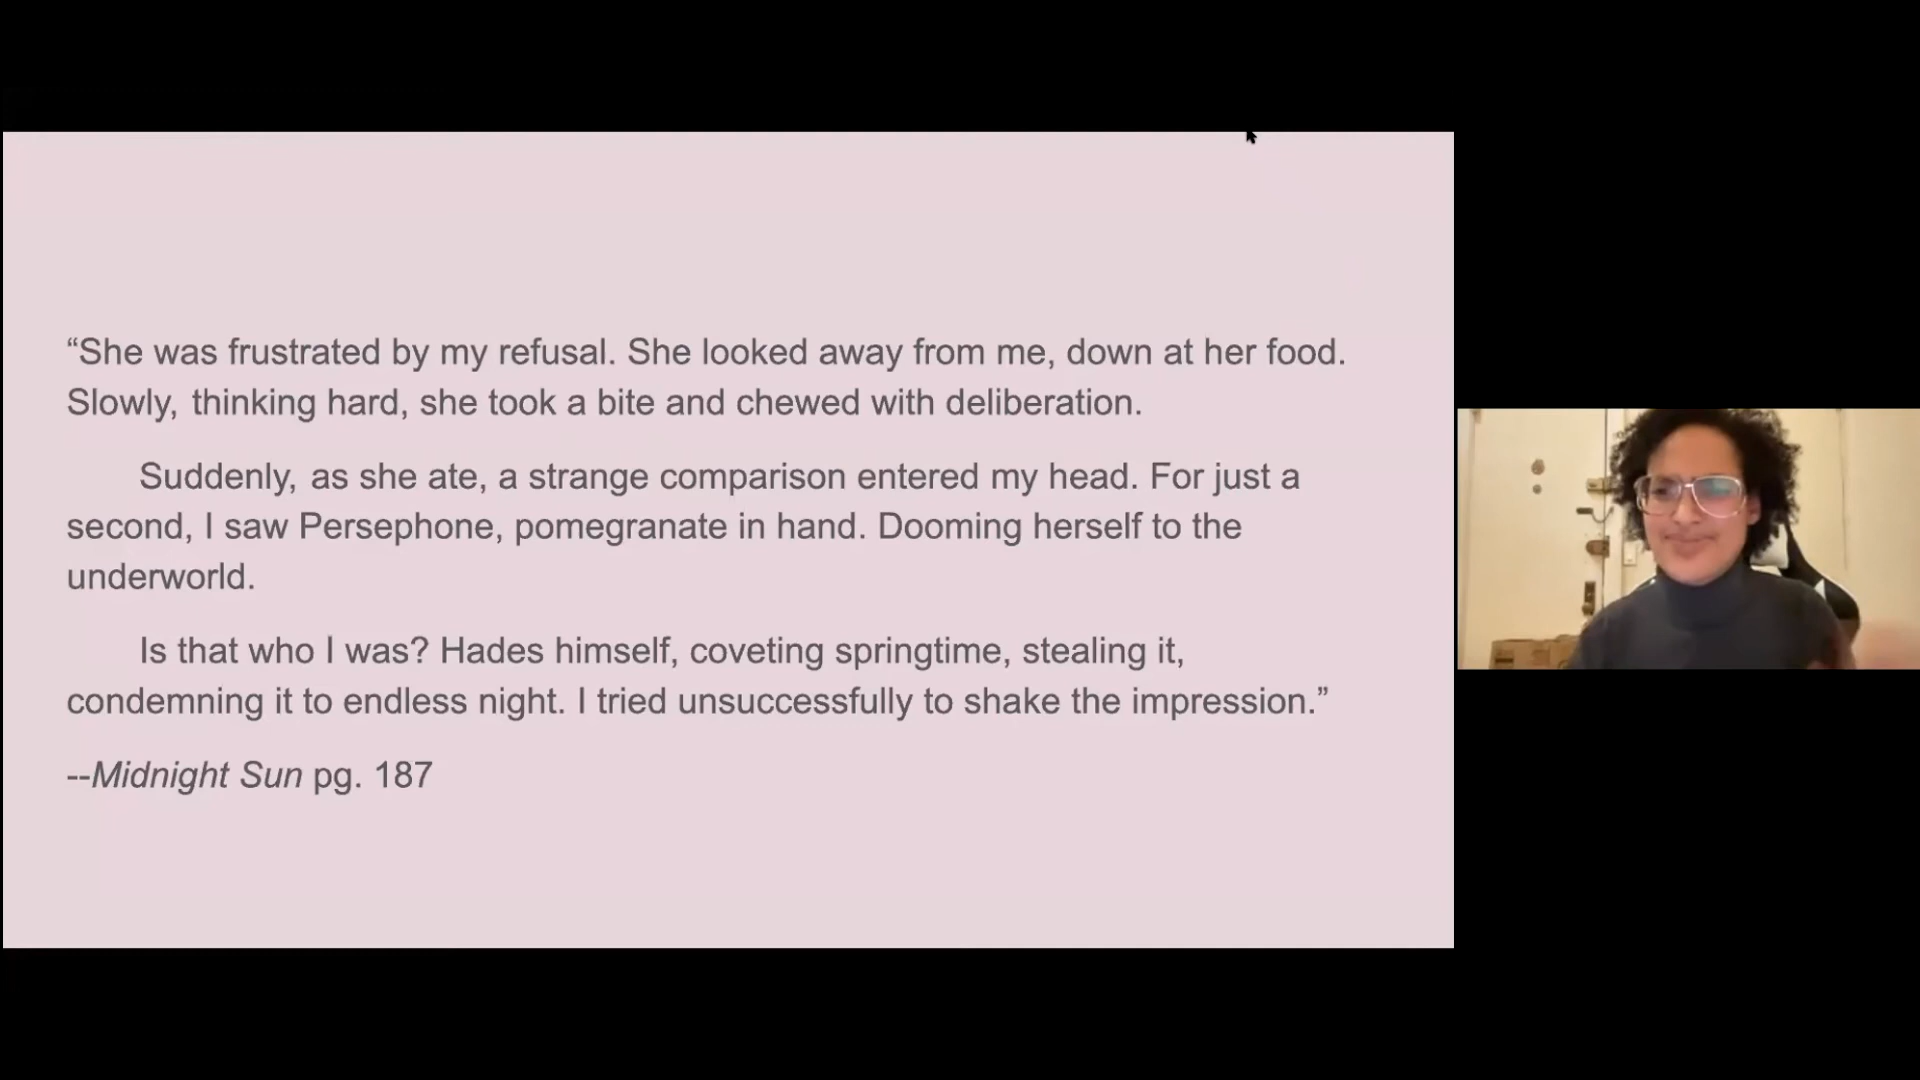 “She was frustrated by my refusal. She looked away from me, down at her food.
Slowly, thinking hard, she took a bite and chewed with deliberation.
Suddenly, as she ate, a strange comparison entered my head. For just a
second, I saw Persephone, pomegranate in hand. Dooming herself to the
underworld.
Is that who I was? Hades himself, coveting springtime, stealing it,
condemning it to endless night. I tried unsuccessfully to shake the impression.”
--Midnight Sun pg. 187